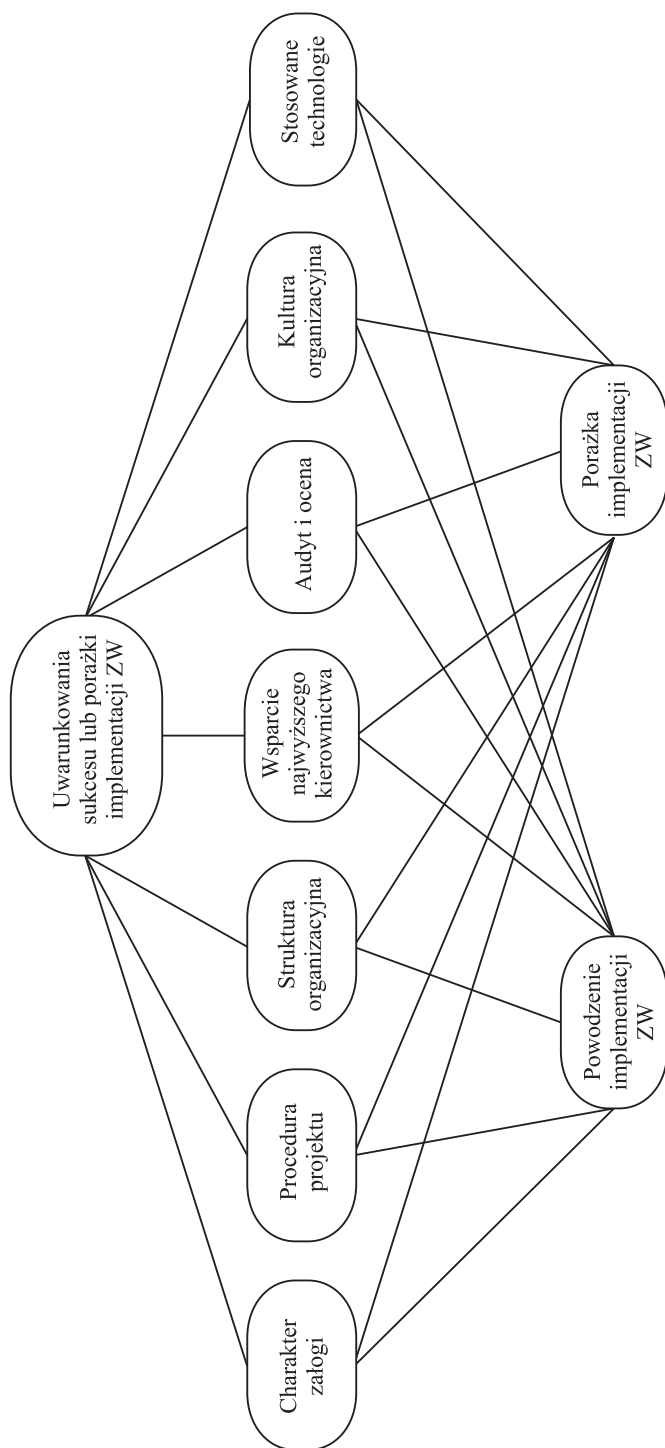 Uwarunkowania
sukcesu lub porażki
implementacji ZW
Charakter
załogi
Procedura
projektu
Struktura
organizacyjna
Wsparcie
najwyższego
kierownictwa
Audyt i ocena
Kultura
organizacyjna
Stosowane
technologie
Powodzenie
implementacji
ZW
Porażka
implementacji
ZW